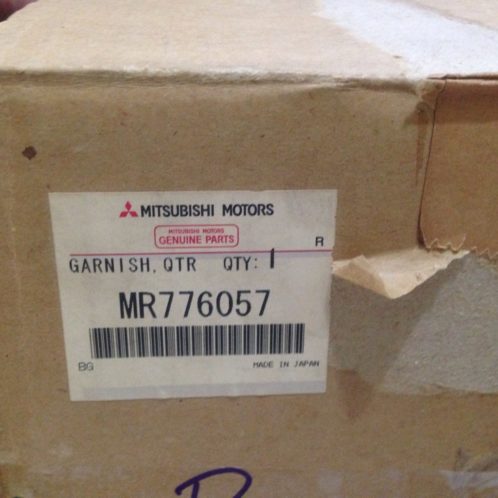 MITSUBISHI MOTORS
MITSUBISHI MOTORS
GENUINE PARTS
R
GARNISH, QTR QTY: 1
MR776057
BG MADE IN JAPAN